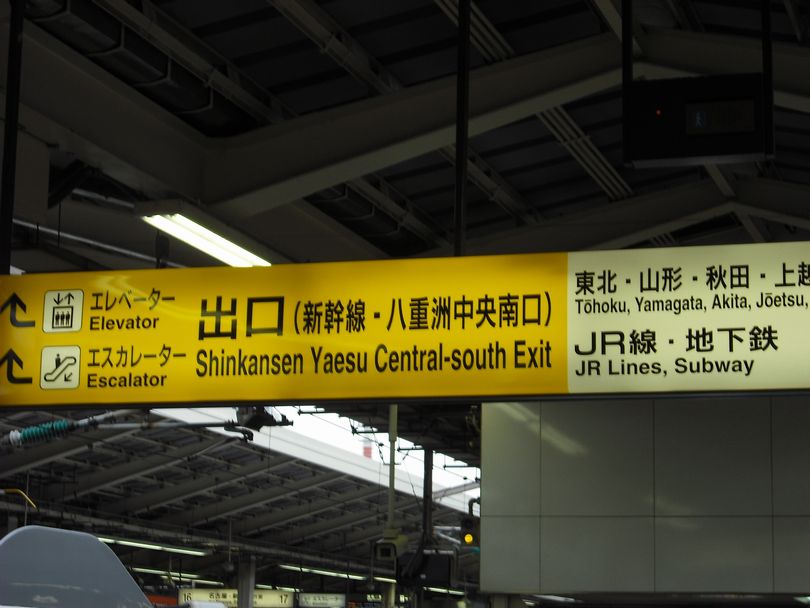 エレベーター
Elevator
エスカレーター
Escalator
出口(新幹線・八重洲中央南口)
Shinkansen Yaesu Central-south Exit
東北・山形・秋田・上越
Tōhoku, Yamagata, Akita, Jōetsu,
JR線・地下鉄
JR Lines, Subway
16
17